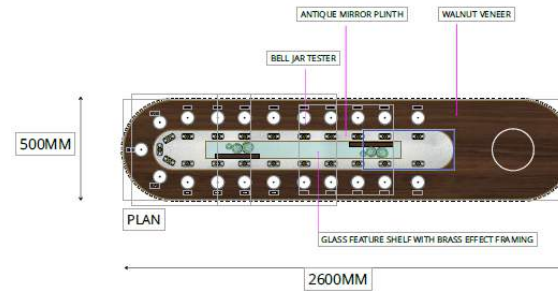 ANTIQUE MIRROR PLINTH
WALNUT VENEER
BELL JAR TESTER
500MM
PLAN
GLASS FEATURE SHELF WITH BRASS EFFECT FRAMING
2600MM